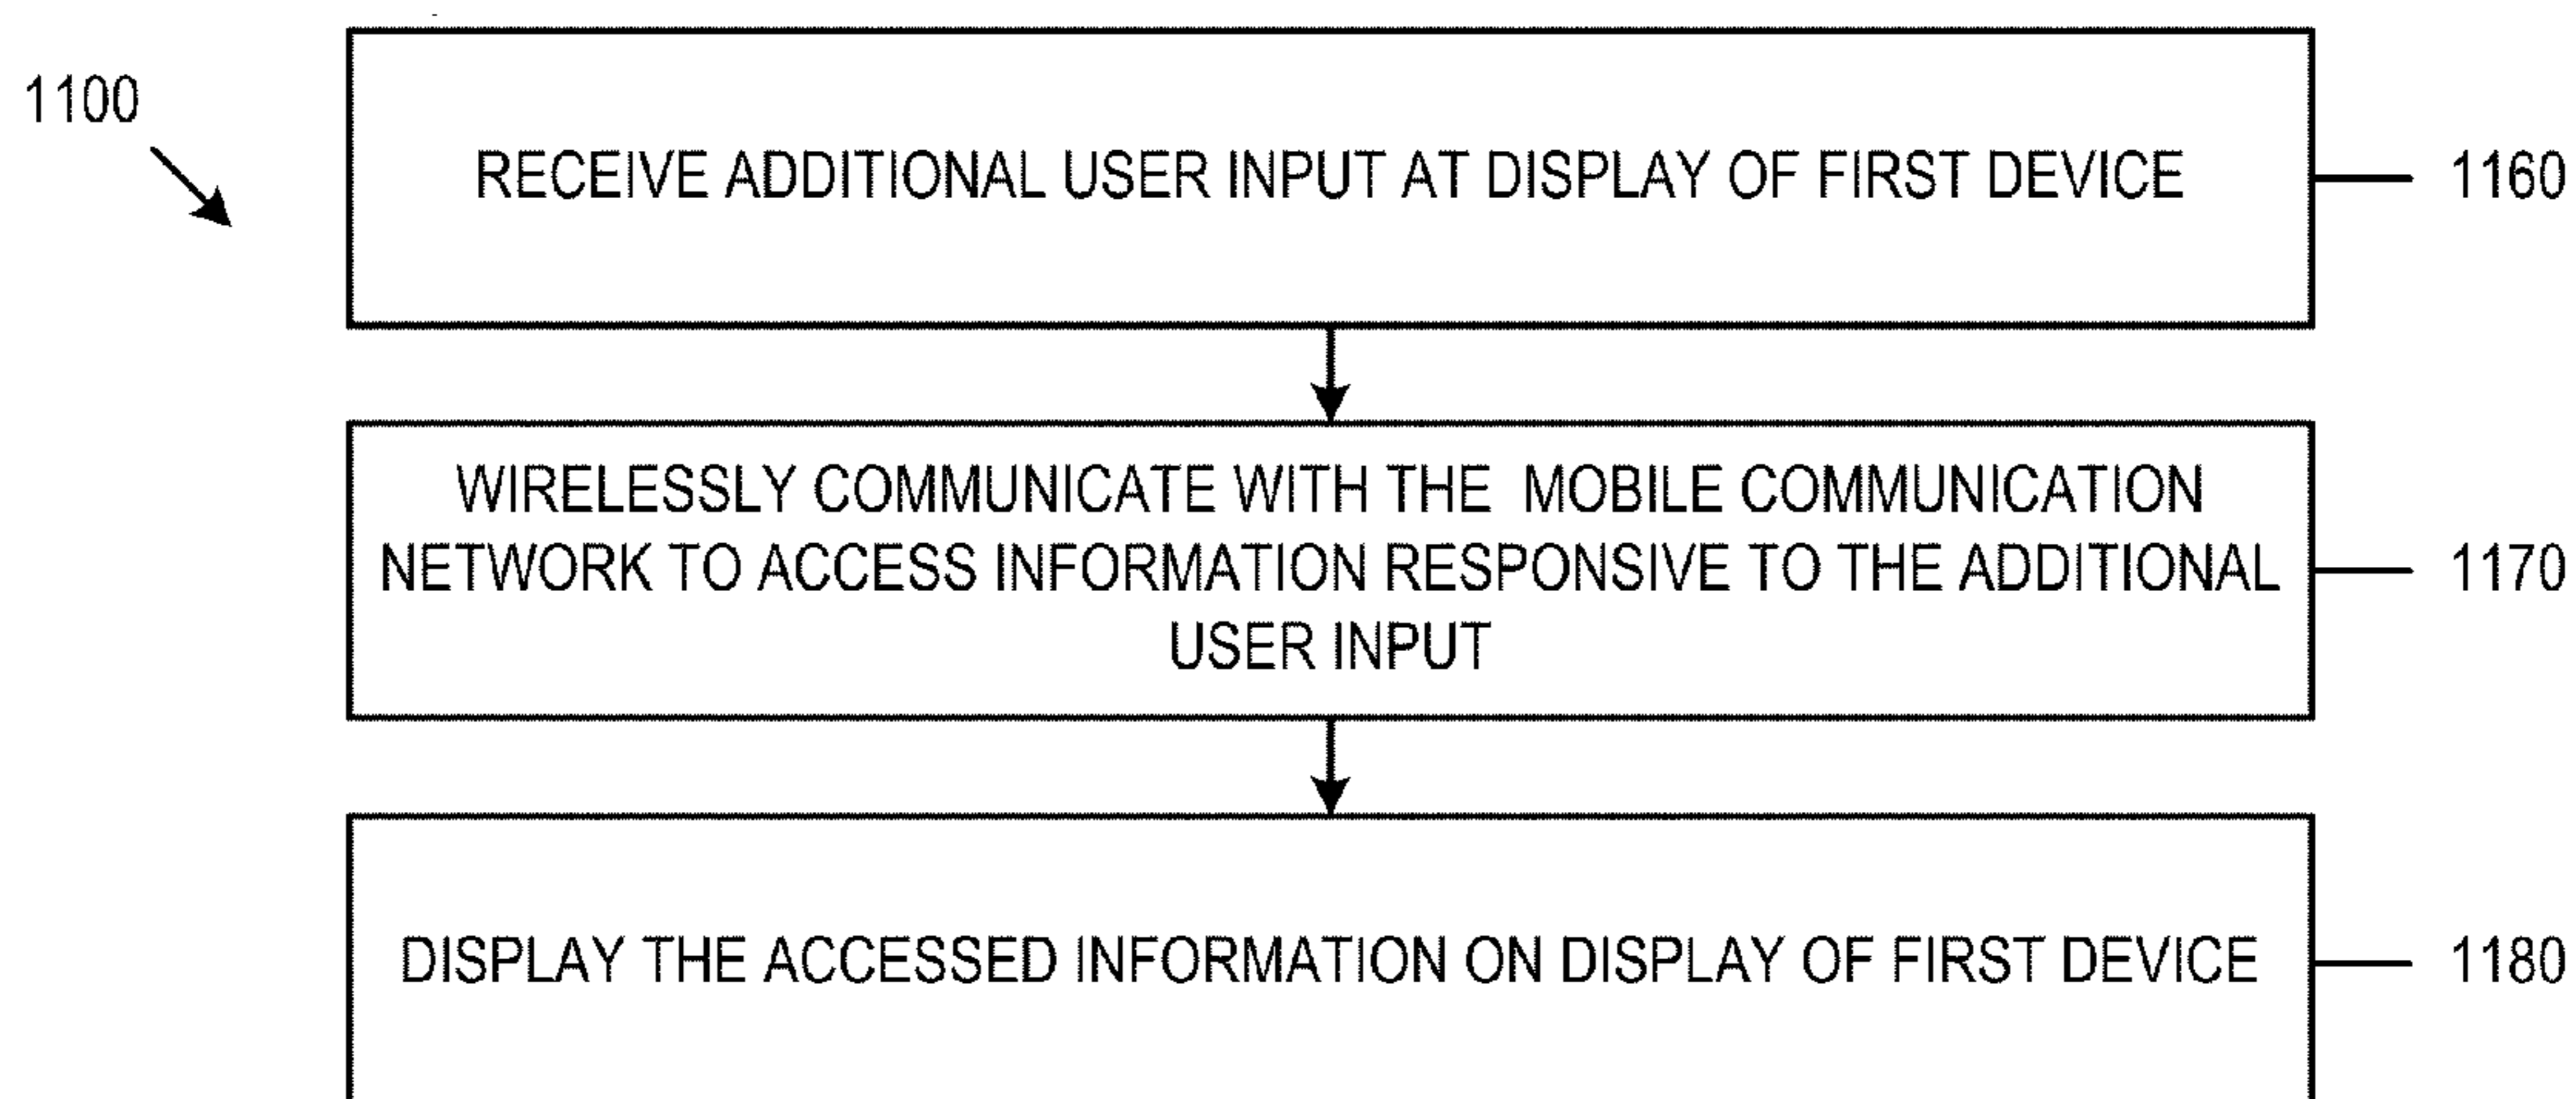 1100
RECEIVE ADDITIONAL USER INPUT AT DISPLAY OF FIRST DEVICE
1160
WIRELESSLY COMMUNICATE WITH THE MOBILE COMMUNICATION
NETWORK TO ACCESS INFORMATION RESPONSIVE TO THE ADDITIONAL
USER INPUT
1170
DISPLAY THE ACCESSED INFORMATION ON DISPLAY OF FIRST DEVICE
1180